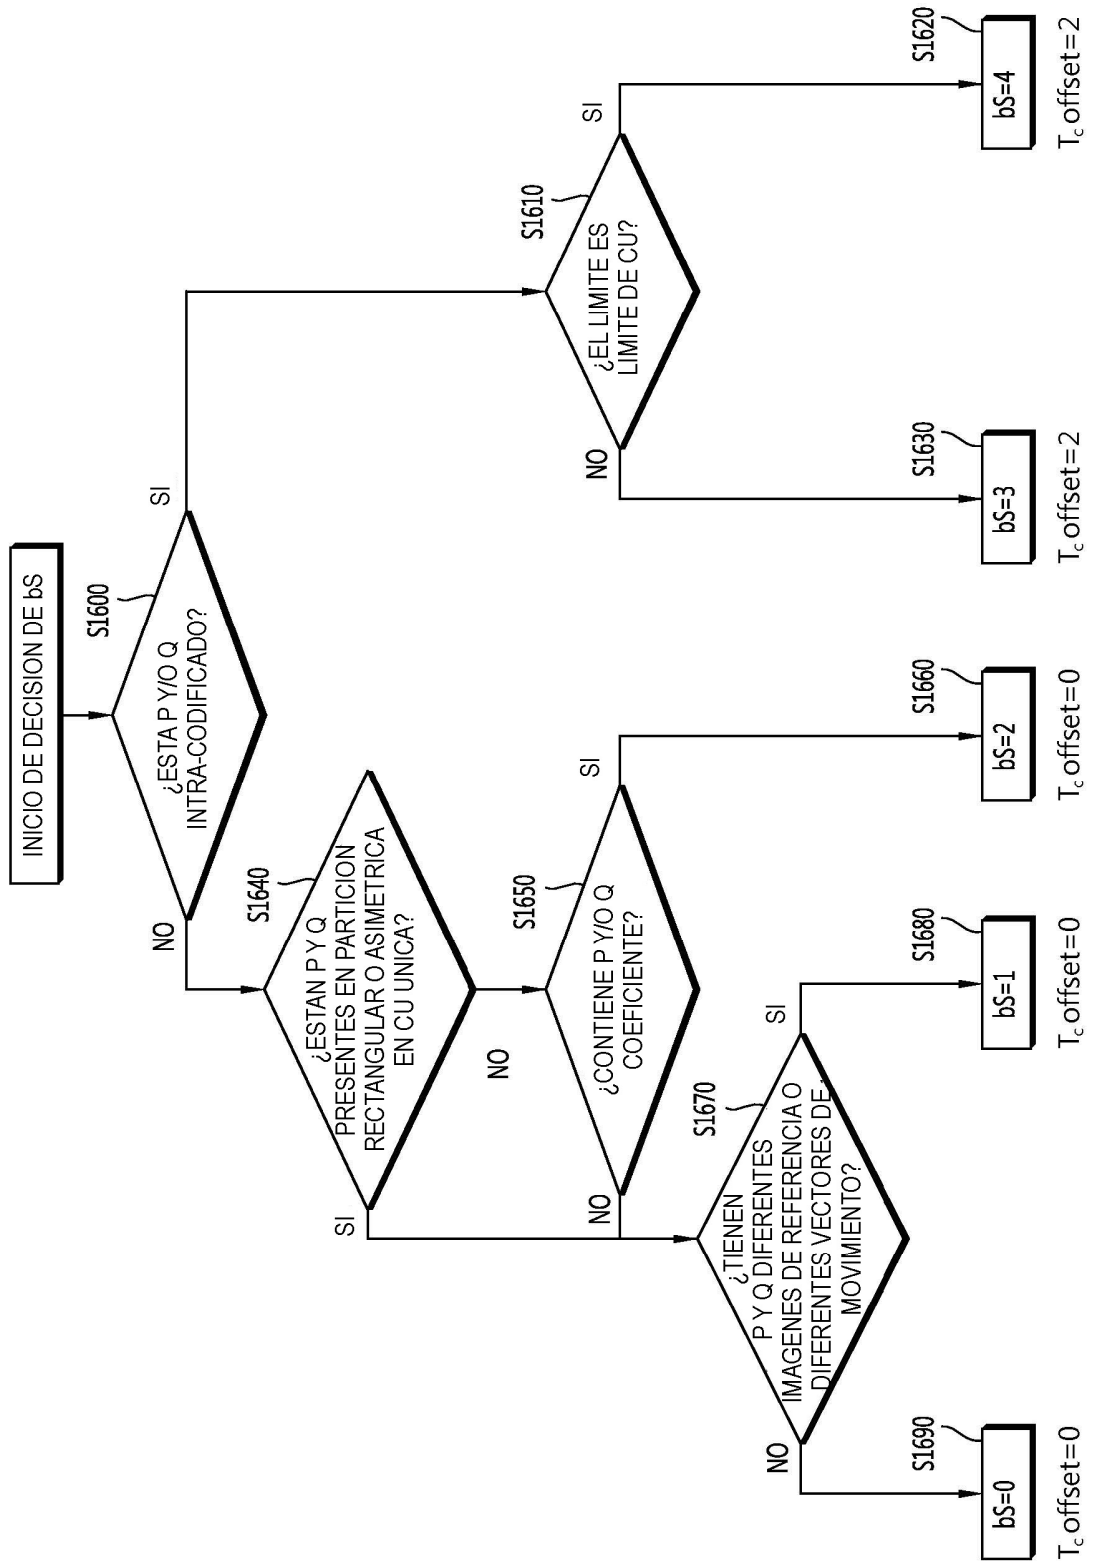 INICIO DE DECISION DE bS
S1600
¿ESTA P Y/O Q
INTRA-CODIFICADO?
NO
SI
S1640
¿ESTAN P Y Q
PRESENTES EN PARTICION
RECTANGULAR O ASIMETRICA
EN CU UNICA?
SI
NO
S1610
¿EL LIMITE ES
LIMITE DE CU?
NO
SI
S1650
¿CONTIENE P Y/O Q
COEFICIENTE?
NO
SI
S1670
¿TIENEN
P Y Q DIFERENTES
IMAGENES DE REFERENCIA O
DIFERENTES VECTORES DE
MOVIMIENTO?
NO
SI
S1690
bS=0
Tc offset=0
S1680
bS=1
Tc offset=0
S1660
bS=2
Tc offset=0
S1630
bS=3
Tc offset=2
S1620
bS=4
Tc offset=2